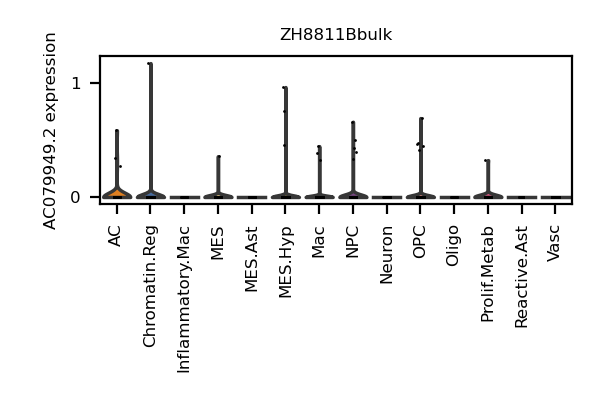 ZH8811Bbulk
AC079949.2 expression
1
0
AC
Chromatin.Reg
Inflammatory.Mac
MES
MES.Ast
MES.Hyp
Mac
NPC
Neuron
OPC
Oligo
Prolif.Metab
Reactive.Ast
Vasc